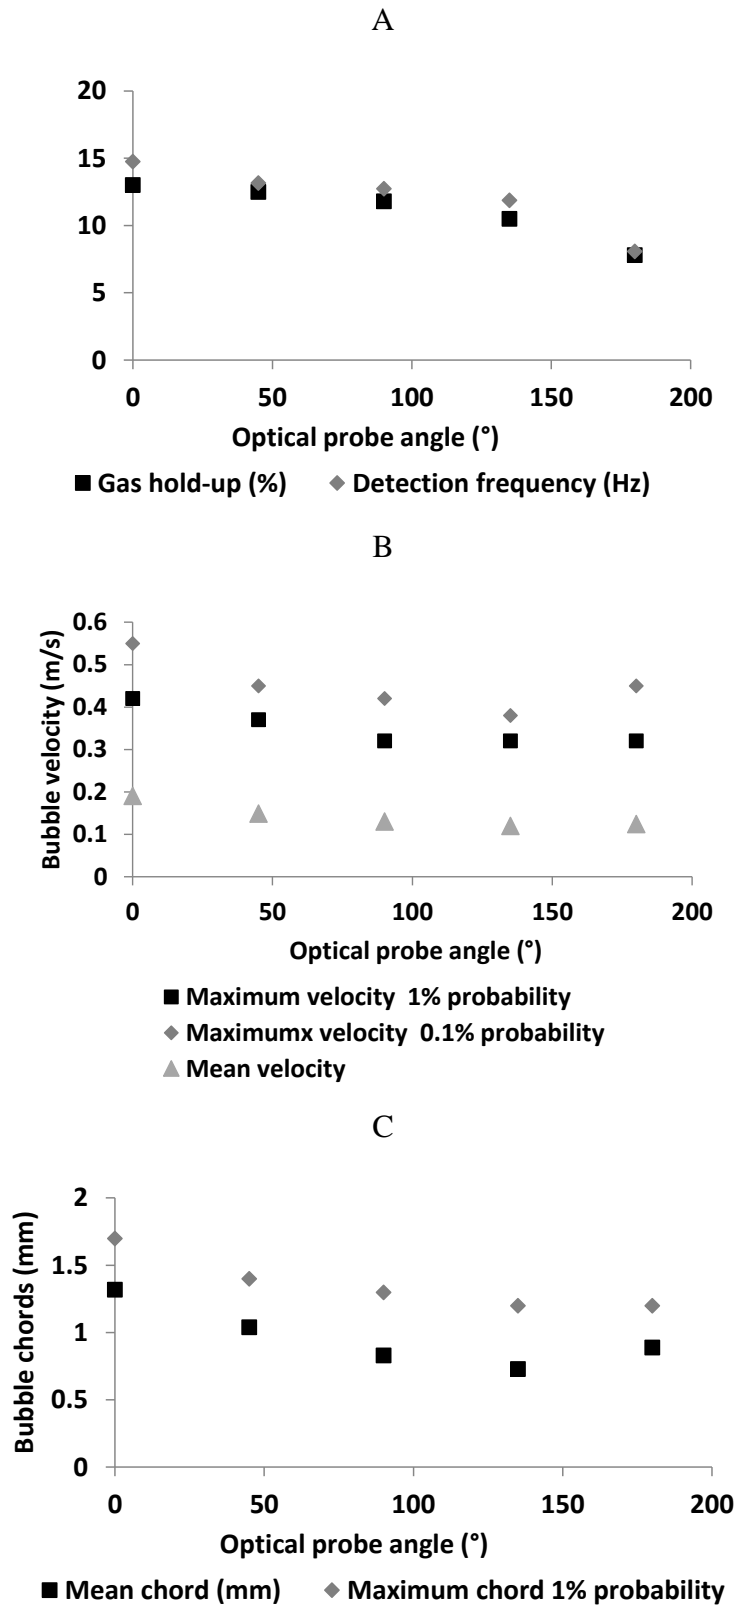 A
20
15
10
5
0
0 50 100 150 200
Optical probe angle (°)
Gas hold-up (%) Detection frequency (Hz)
B
Bubble velocity (m/s)
0.6
0.5
0.4
0.3
0.2
0.1
0
0 50 100 150 200
Optical probe angle (°)
Maximum velocity 1% probability
Maximumx velocity 0.1% probability
Mean velocity
C
Bubble chords (mm)
2
1.5
1
0.5
0
0 50 100 150 200
Optical probe angle (°)
Mean chord (mm) Maximum chord 1% probability